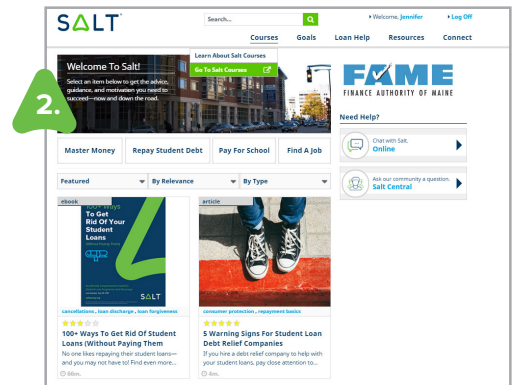 2.
SALT
Search...
Welcome, Jennifer
Log Off
Courses
Goals
Loan Help
Resources
Connect
Learn About Salt Courses
Go To Salt Courses
Welcome To Salt!
Select an item below to get the advice,
guidance, and motivation you need to
succeed—now and down the road.
FAME
FINANCE AUTHORITY OF MAINE
Need Help?
Chat with Salt.
Online
Ask our community a question.
Salt Central
Master Money
Repay Student Debt
Pay For School
Find A Job
Featured
By Relevance
By Type
ebook
100+ Ways
To Get
Rid Of Your
Student
Loans
SALT
cancellations , loan discharge , loan forgiveness
100+ Ways To Get Rid Of Student
Loans (Without Paying Them
No one likes repaying their student loans—
and you may not have to! Find even more...
06m.
article
consumer protection , repayment basics
5 Warning Signs For Student Loan
Debt Relief Companies
If you hire a debt relief company to help with
your student loans, pay close attention to...
4m.